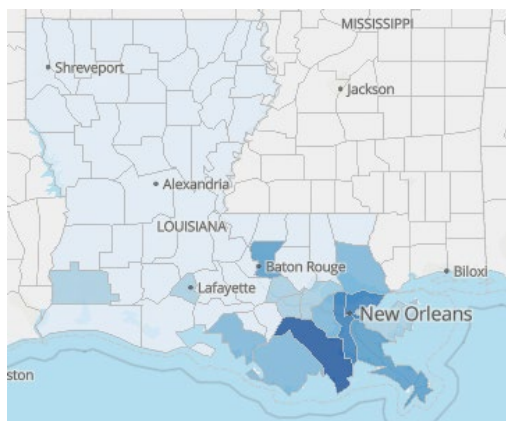 MISSISSIPPI
Shreveport
Jackson
Alexandria
LOUISIANA
Baton Rouge
Biloxi
Lafayette
New Orleans
ston